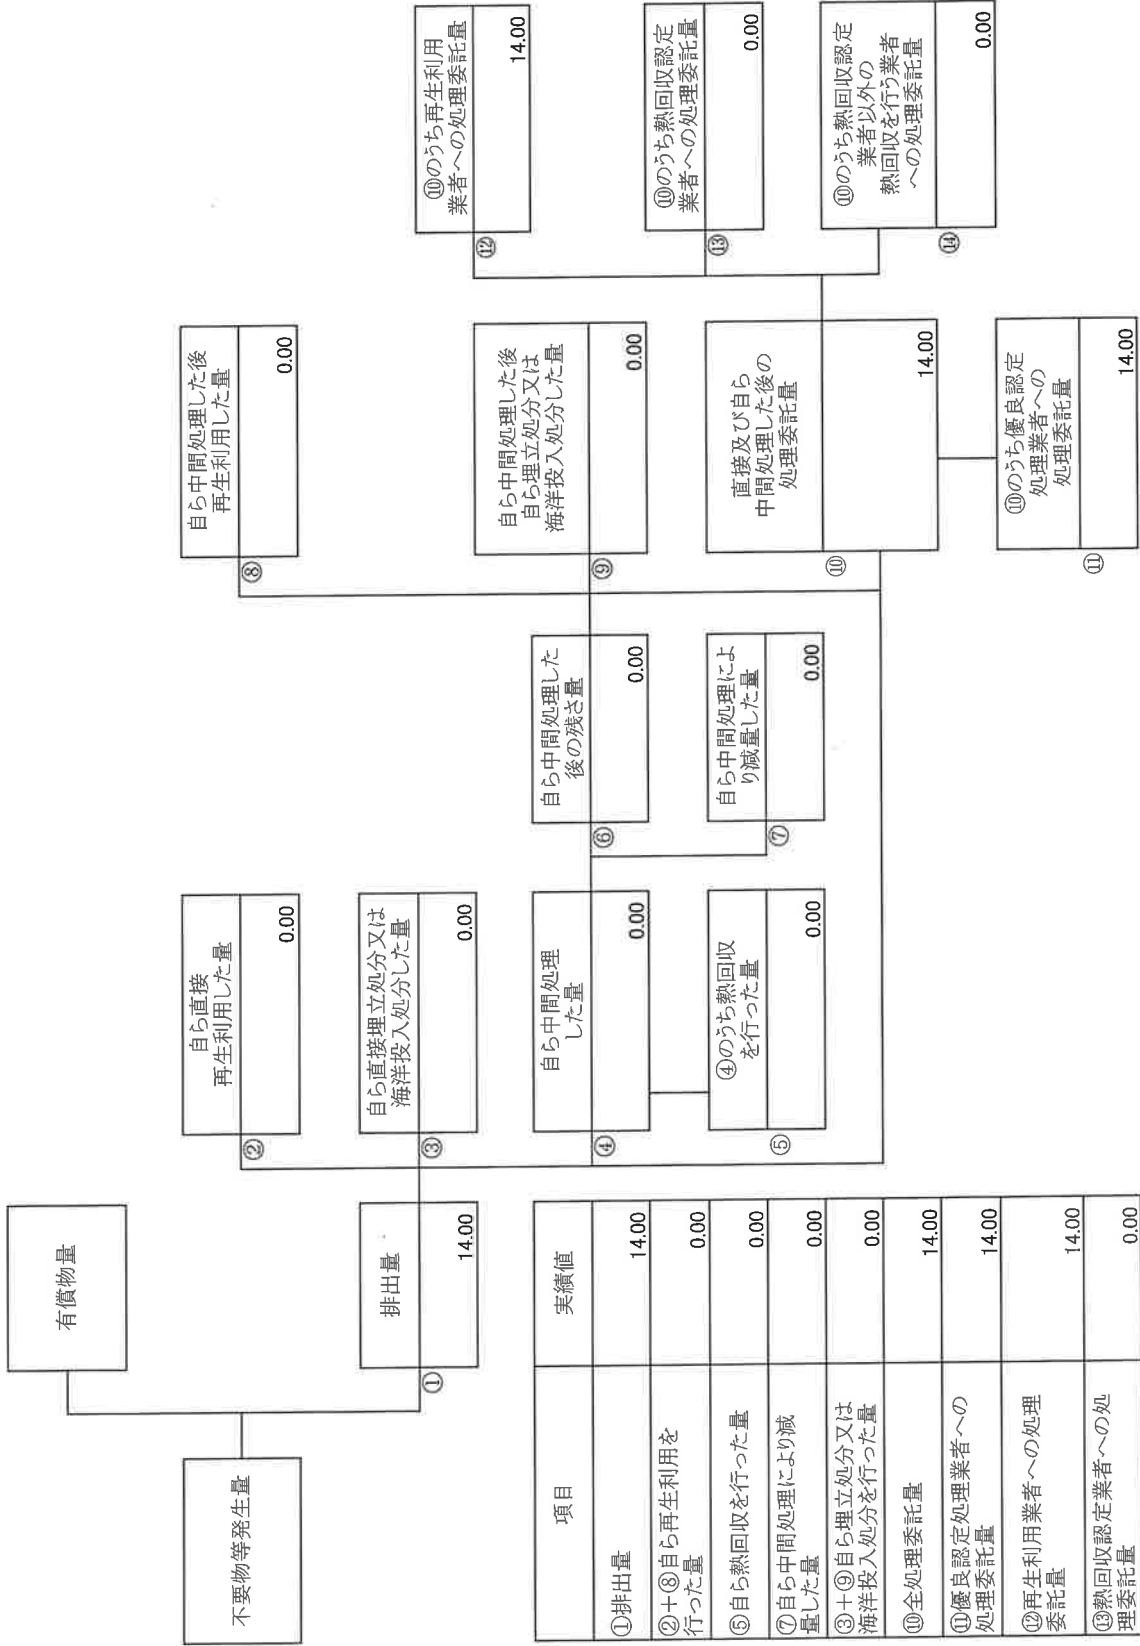 有償物量
不要物等発生量
排出量
14.00
①
自ら直接
再生利用した量
0.00
②
自ら直接埋立処分又は
海洋投入処分した量
0.00
③
自ら中間処理
した量
0.00
④
④のうち熱回収
を行った量
0.00
⑤
自ら中間処理した
後の残さ量
0.00
⑥
自ら中間処理によ
り減量した量
0.00
⑦
自ら中間処理した後
再生利用した量
0.00
⑧
自ら中間処理した後
自ら埋立処分又は
海洋投入処分した量
0.00
⑨
直接及び自ら
中間処理した後の
処理委託量
14.00
⑩
⑩のうち優良認定
処理業者への
処理委託量
14.00
⑪
⑩のうち再生利用
業者への処理委託量
14.00
⑫
⑩のうち熱回収認定
業者への処理委託量
0.00
⑬
⑩のうち熱回収認定
業者以外の
熱回収を行う業者
への処理委託量
0.00
⑭
項目 実績値
①排出量 14.00
②+⑧自ら再生利用を
行った量 0.00
⑤自ら熱回収を行った量 0.00
⑦自ら中間処理により減
量した量 0.00
③+⑨自ら埋立処分又は
海洋投入処分を行った量 0.00
⑩全処理委託量 14.00
⑪優良認定処理業者への
処理委託量 14.00
⑫再生利用業者への処理
委託量 14.00
⑬熱回収認定業者への処
理委託量 0.00